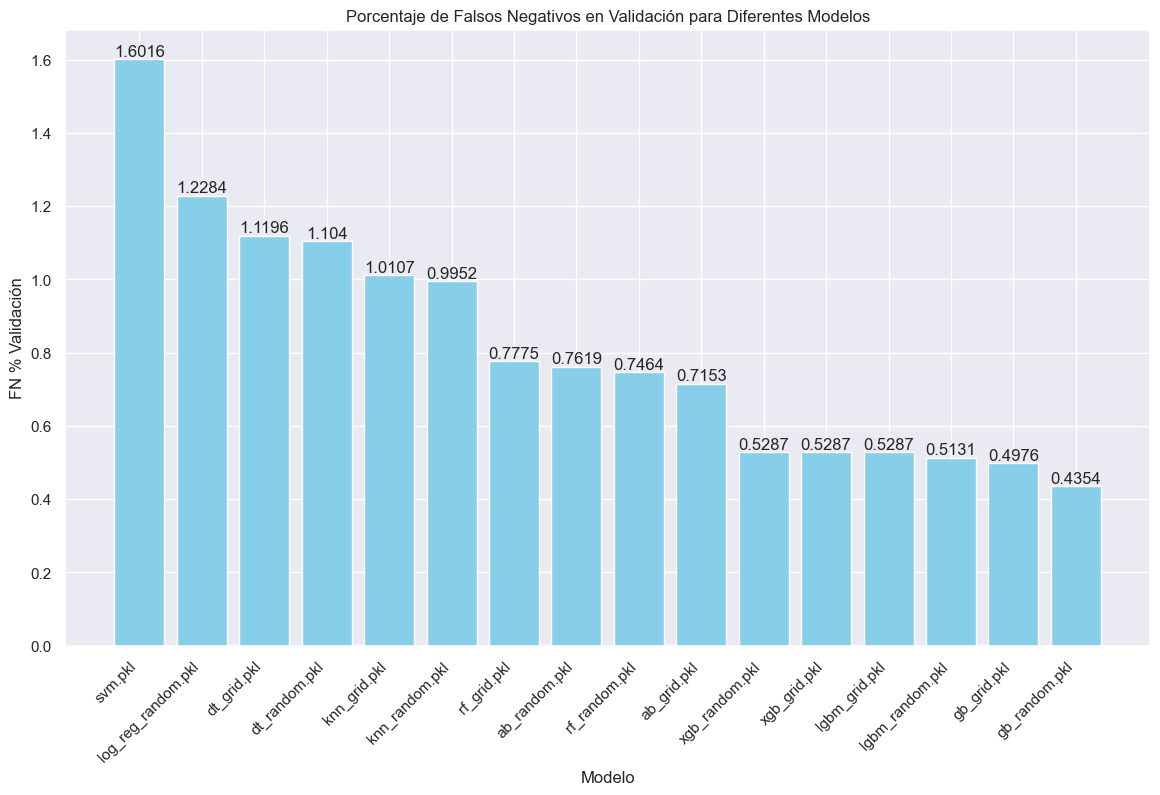 Porcentaje de Falsos Negativos en Validación para Diferentes Modelos
FN % Validación
1.6
1.4
1.2
1.0
0.8
0.6
0.4
0.2
0.0
1.6016
1.2284
1.1196
1.104
1.0107
0.9952
0.7775
0.7619
0.7464
0.7153
0.5287
0.5287
0.5287
0.5131
0.4976
0.4354
svm.pkl
log_reg_random.pkl
dt_grid.pkl
dt_random.pkl
knn_grid.pkl
knn_random.pkl
rf_grid.pkl
ab_random.pkl
rf_random.pkl
ab_grid.pkl
xgb_random.pkl
xgb_grid.pkl
lgbm_grid.pkl
lgbm_random.pkl
gb_grid.pkl
gb_random.pkl
Modelo